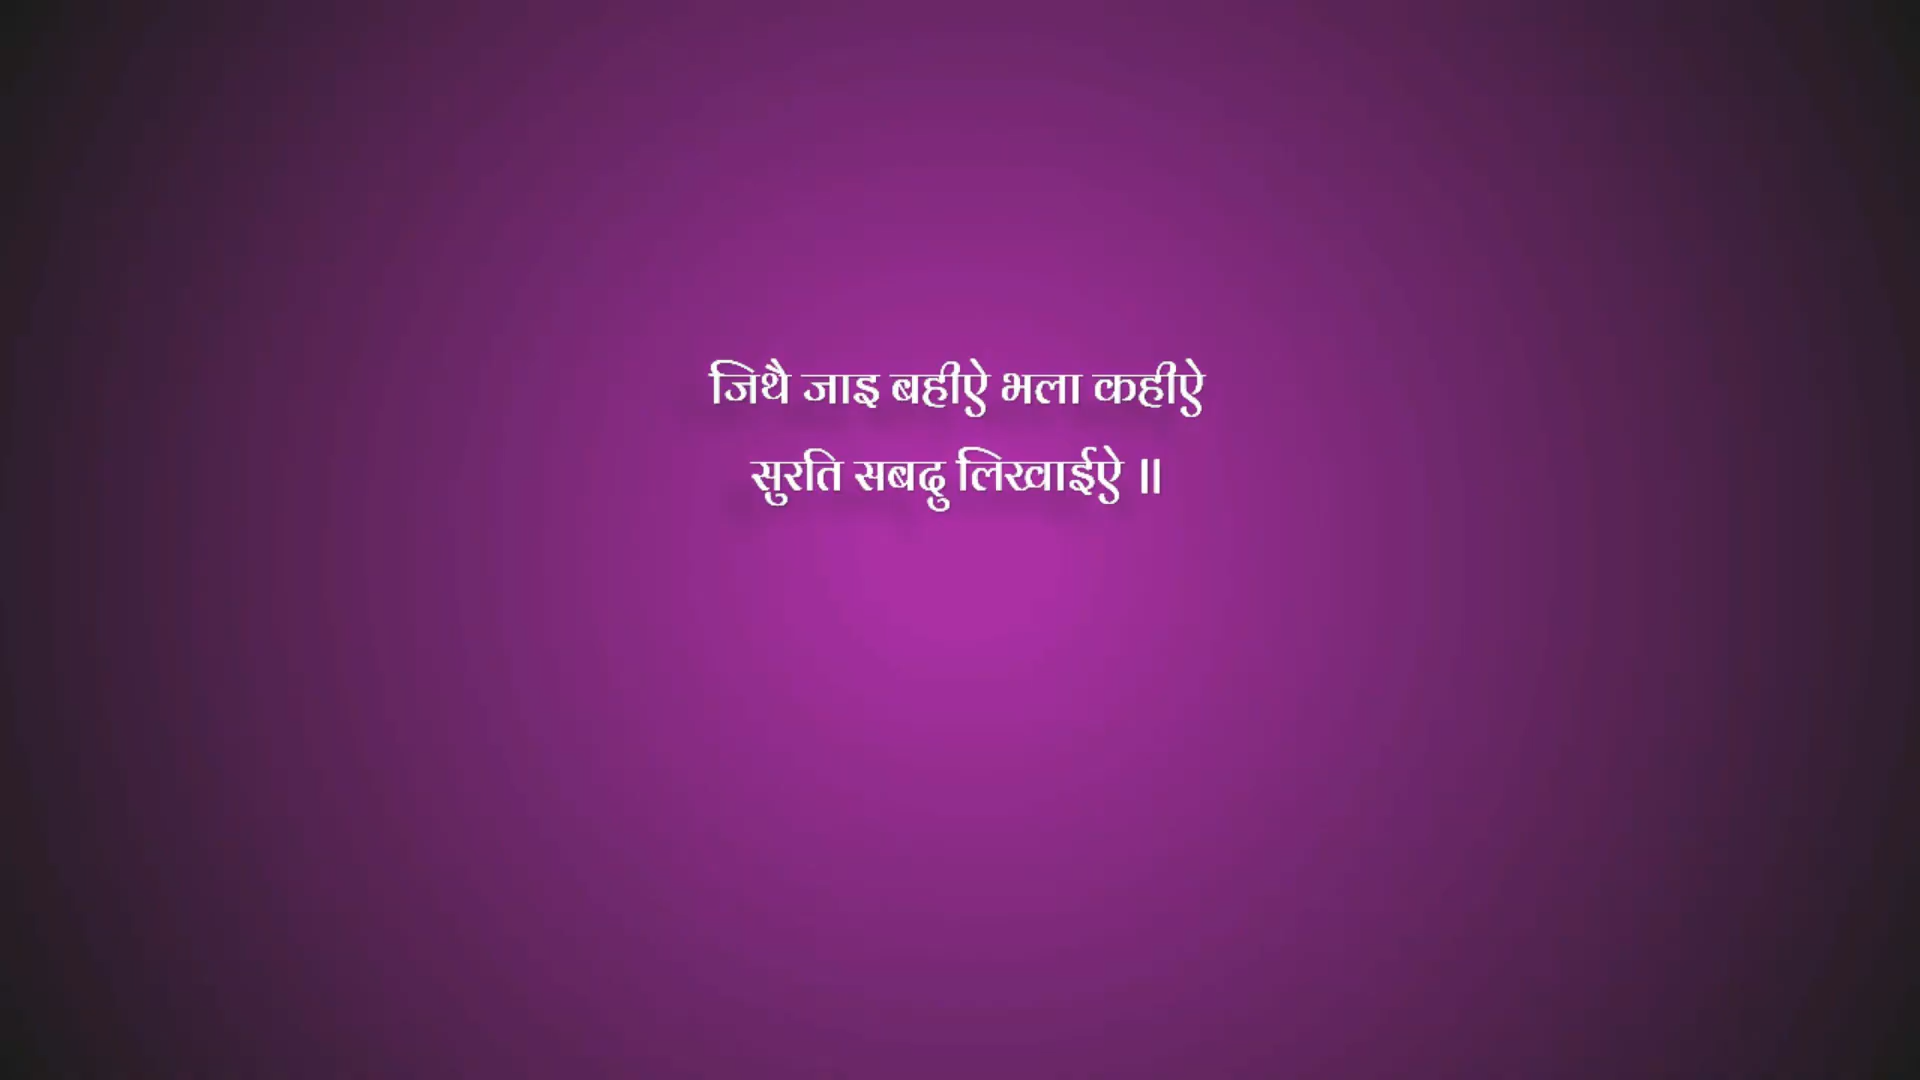 जिथै जाइ बहीऐ भला कहीऐ
सुरति सबदु लिखाईऐ ॥